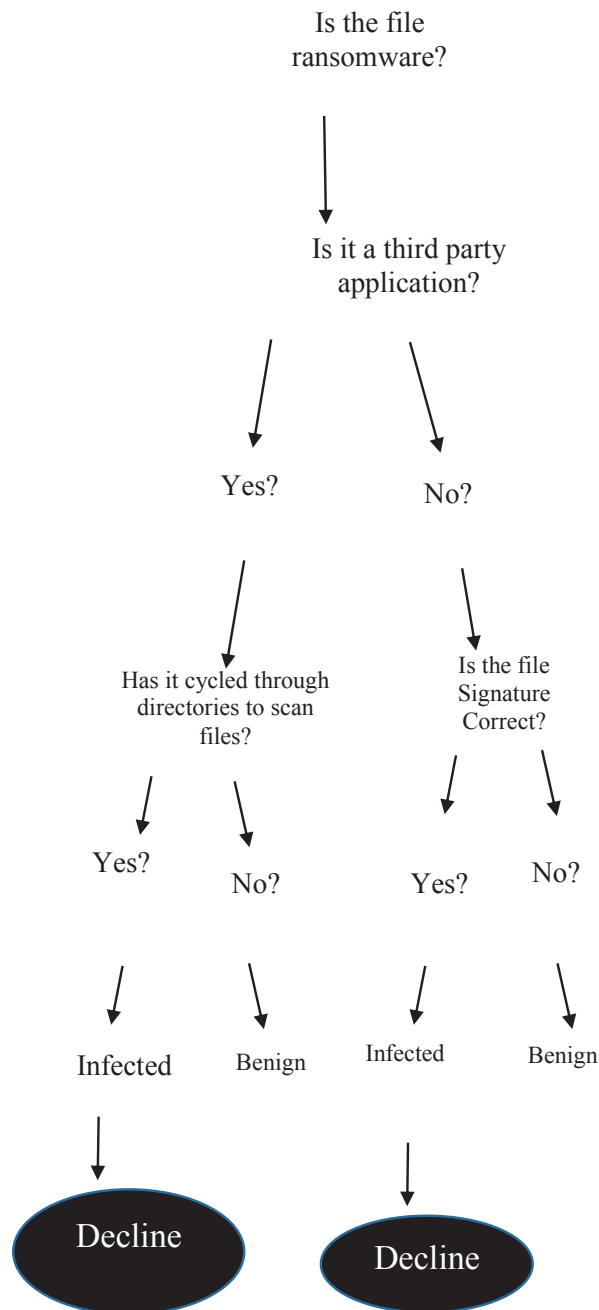 Is the file
ransomware?
Is it a third party
application?
Yes?
No?
Has it cycled through
directories to scan
files?
Is the file
Signature
Correct?
Yes?
No?
Yes?
No?
Infected
Benign
Infected
Benign
Decline
Decline